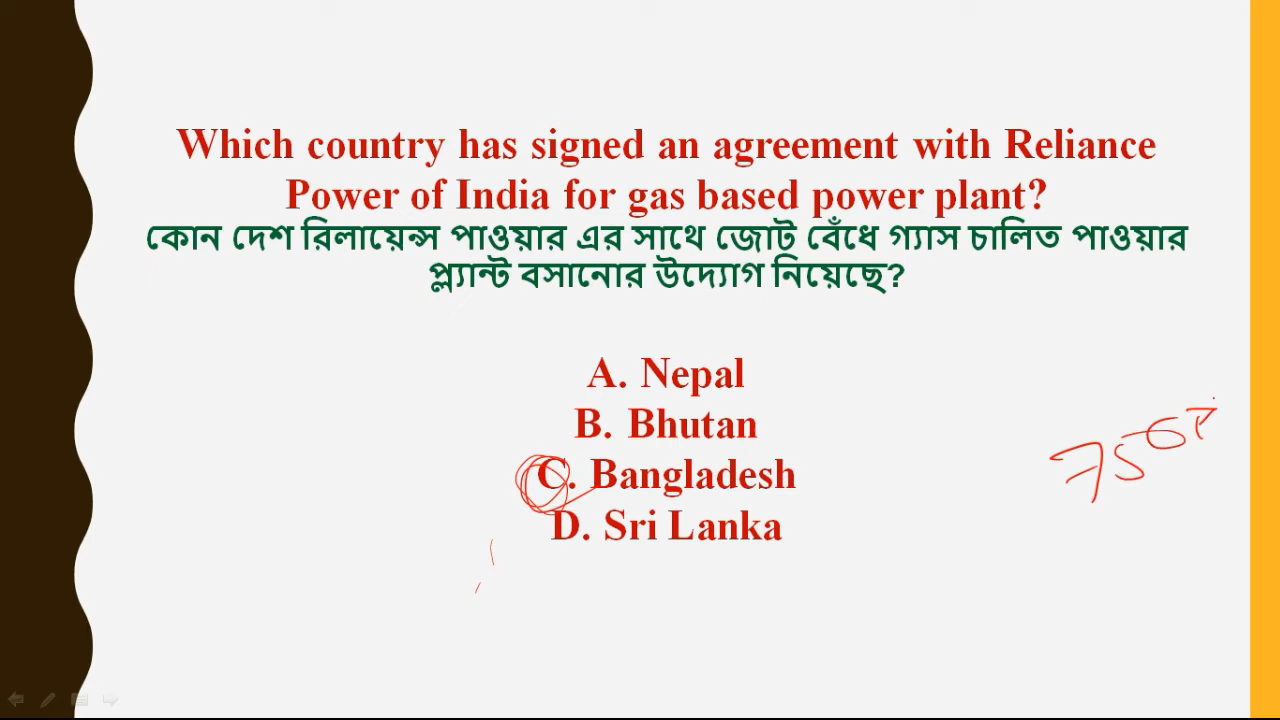 Which country has signed an agreement with Reliance
Power of India for gas based power plant?
কোন দেশ রিলায়েন্স পাওয়ার এর সাথে জোট বেঁধে গ্যাস চালিত পাওয়ার
প্ল্যান্ট বসানোর উদ্যোগ নিয়েছে?
A. Nepal
B. Bhutan
C. Bangladesh
D. Sri Lanka